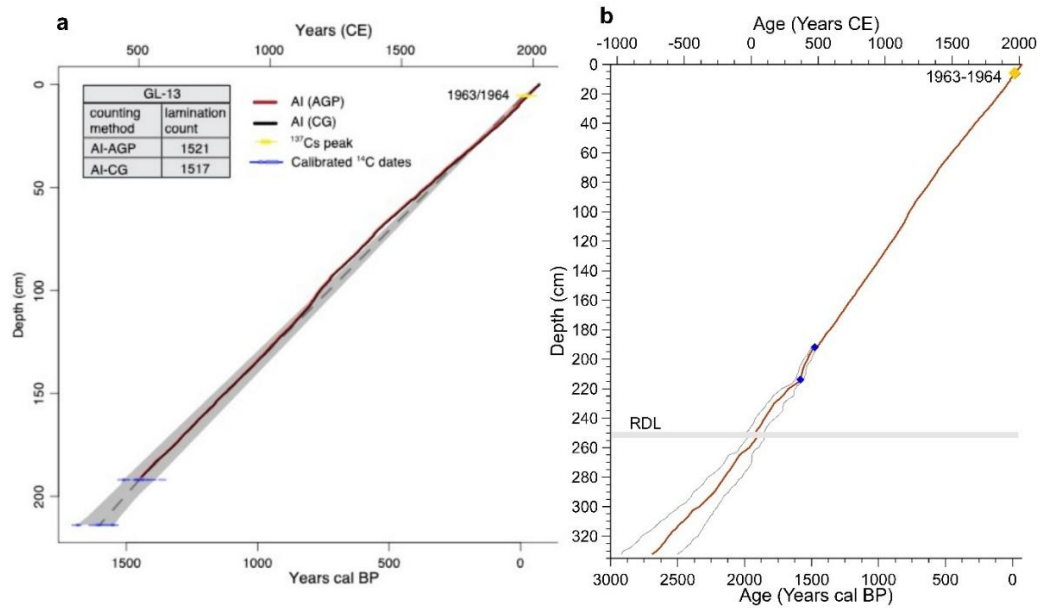 a
Years (CE)
500 1000 1500 2000
0
50
100
150
200
Depth (cm)
GL-13
counting method lamination count
AI-AGP 1521
AI-CG 1517
AI (AGP)
AI (CG)
137Cs peak
Calibrated 14C dates
1963/1964
1500 1000 500 0
Years cal BP
b
Age (Years CE)
-1000 -500 0 500 1000 1500 2000
0
20
40
60
80
100
120
140
160
180
200
220
240
260
280
300
320
Depth (cm)
1963-1964
RDL
3000 2500 2000 1500 1000 500 0
Age (Years cal BP)